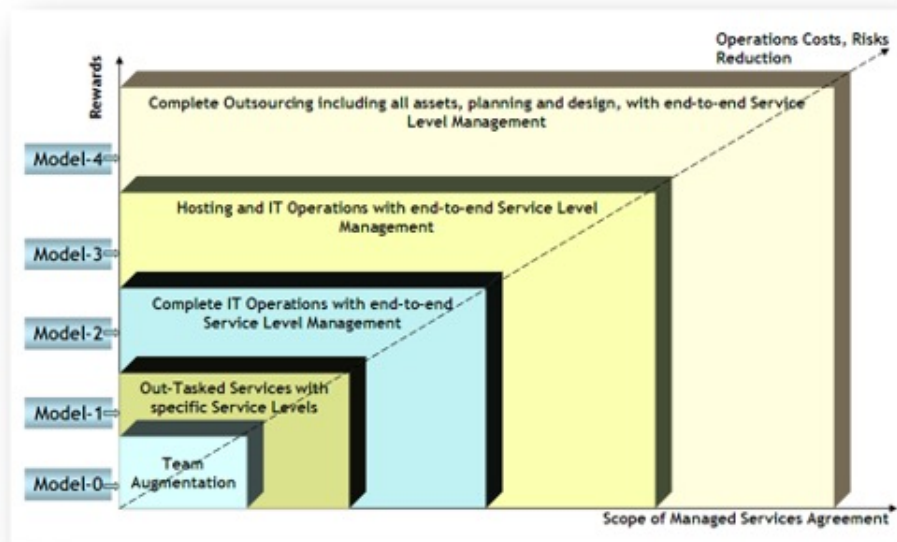 Operations Costs, Risks
Reduction
Rewards
Complete Outsourcing including all assets, planning and design, with end-to-end Service
Level Management
Model-4
Hosting and IT Operations with end-to-end Service Level
Management
Model-3
Complete IT Operations with end-to-end
Service Level Management
Model-2
Out-Tasked Services with
specific Service Levels
Model-1
Team
Augmentation
Model-0
Scope of Managed Services Agreement